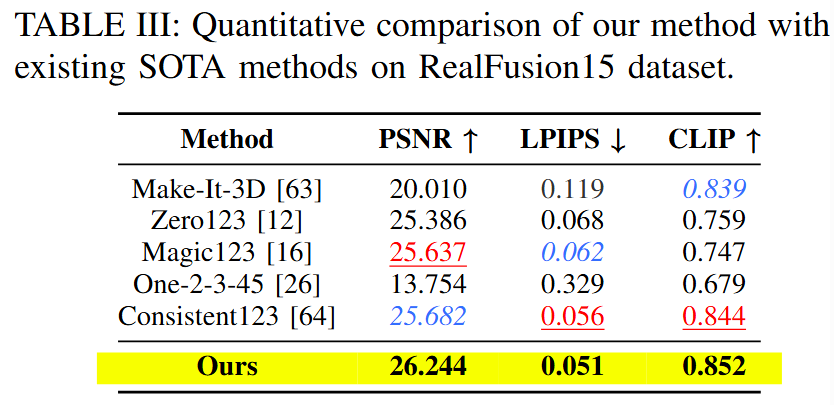 TABLE III: Quantitative comparison of our method with
existing SOTA methods on RealFusion15 dataset.
Method PSNR ↑ LPIPS ↓ CLIP ↑
Make-It-3D [63] 20.010 0.119 0.839
Zero123 [12] 25.386 0.068 0.759
Magic123 [16] 25.637 0.062 0.747
One-2-3-45 [26] 13.754 0.329 0.679
Consistent123 [64] 25.682 0.056 0.844
Ours 26.244 0.051 0.852